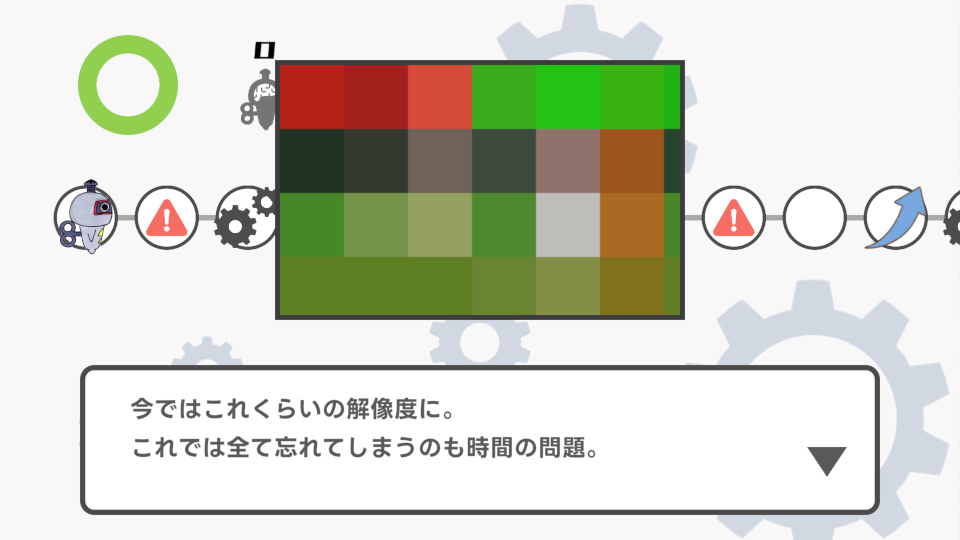 今ではこれくらいの解像度に。
これでは全て忘れてしまうのも時間の問題。